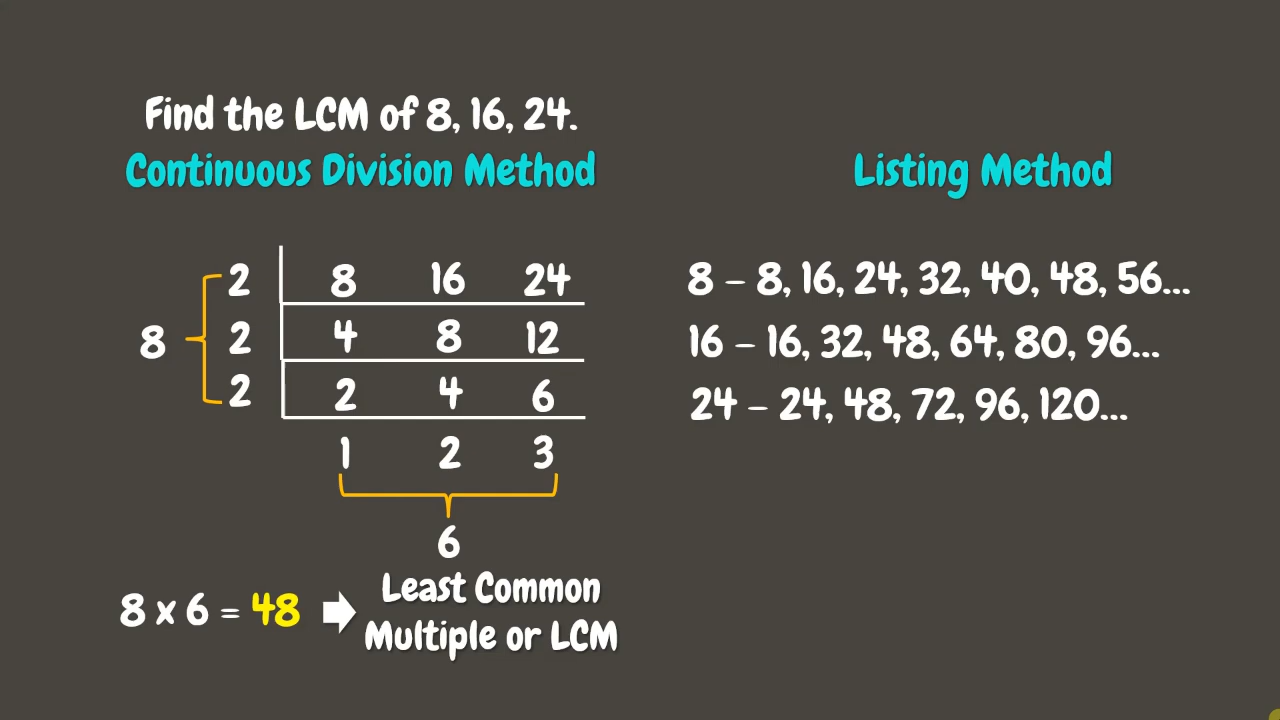 Find the LCM of 8, 16, 24.
Continuous Division Method
2 8 16 24
8 2 4 8 12
2 2 4 6
1 2 3
6
8 x 6 = 48
Least Common
Multiple or LCM
Listing Method
8 – 8, 16, 24, 32, 40, 48, 56...
16 – 16, 32, 48, 64, 80, 96...
24 – 24, 48, 72, 96, 120...